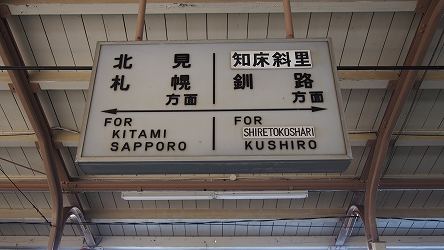 北見
札幌
方面
FOR
KITAMI
SAPPORO
知床斜里
釧路
方面
FOR
SHIRETOKOSHARI
KUSHIRO